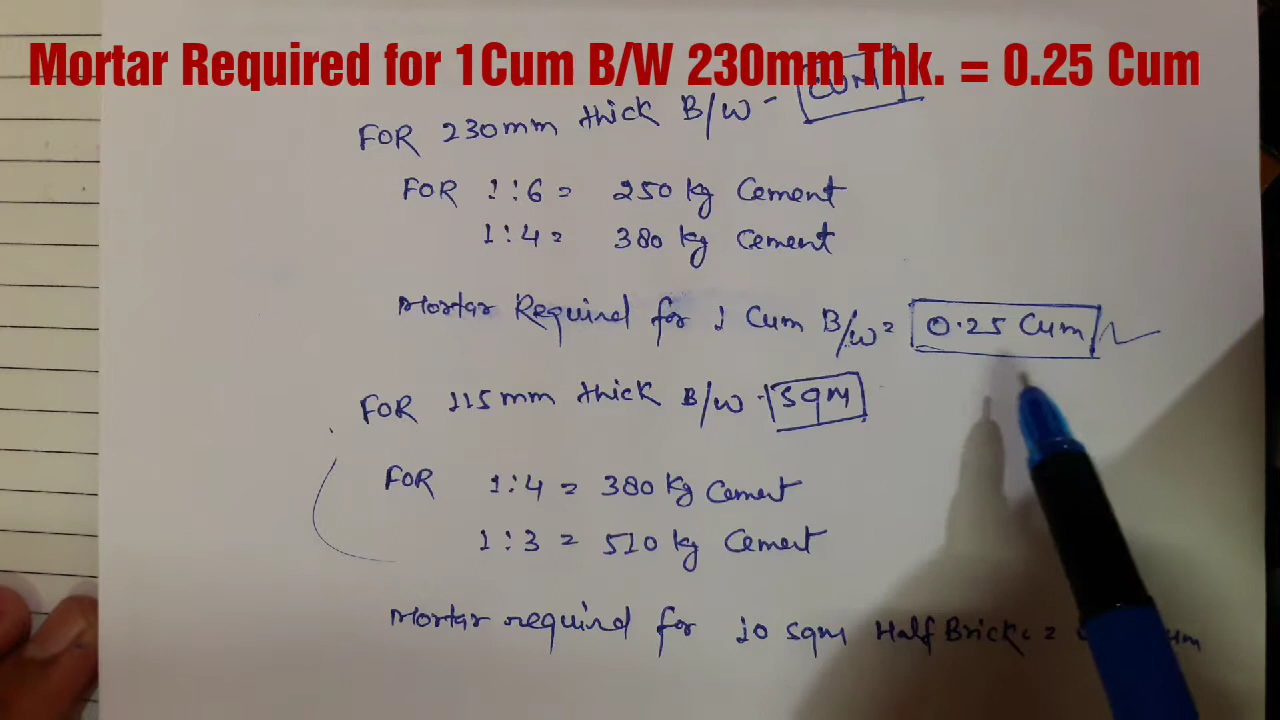 Mortar Required for 1Cum B/W 230mm Thk. = 0.25 Cum
FOR 230mm thick B/W - CUM
FOR 1:6 = 250 kg Cement
1:4 = 380 kg Cement
Mortar Required for 1 Cum B/W = 0.25 Cum
FOR 115mm thick B/W - SQM
FOR 1:4 = 380 Kg Cement
1:3 = 510 kg Cement
Mortar required for 10 sqm Half Brick =